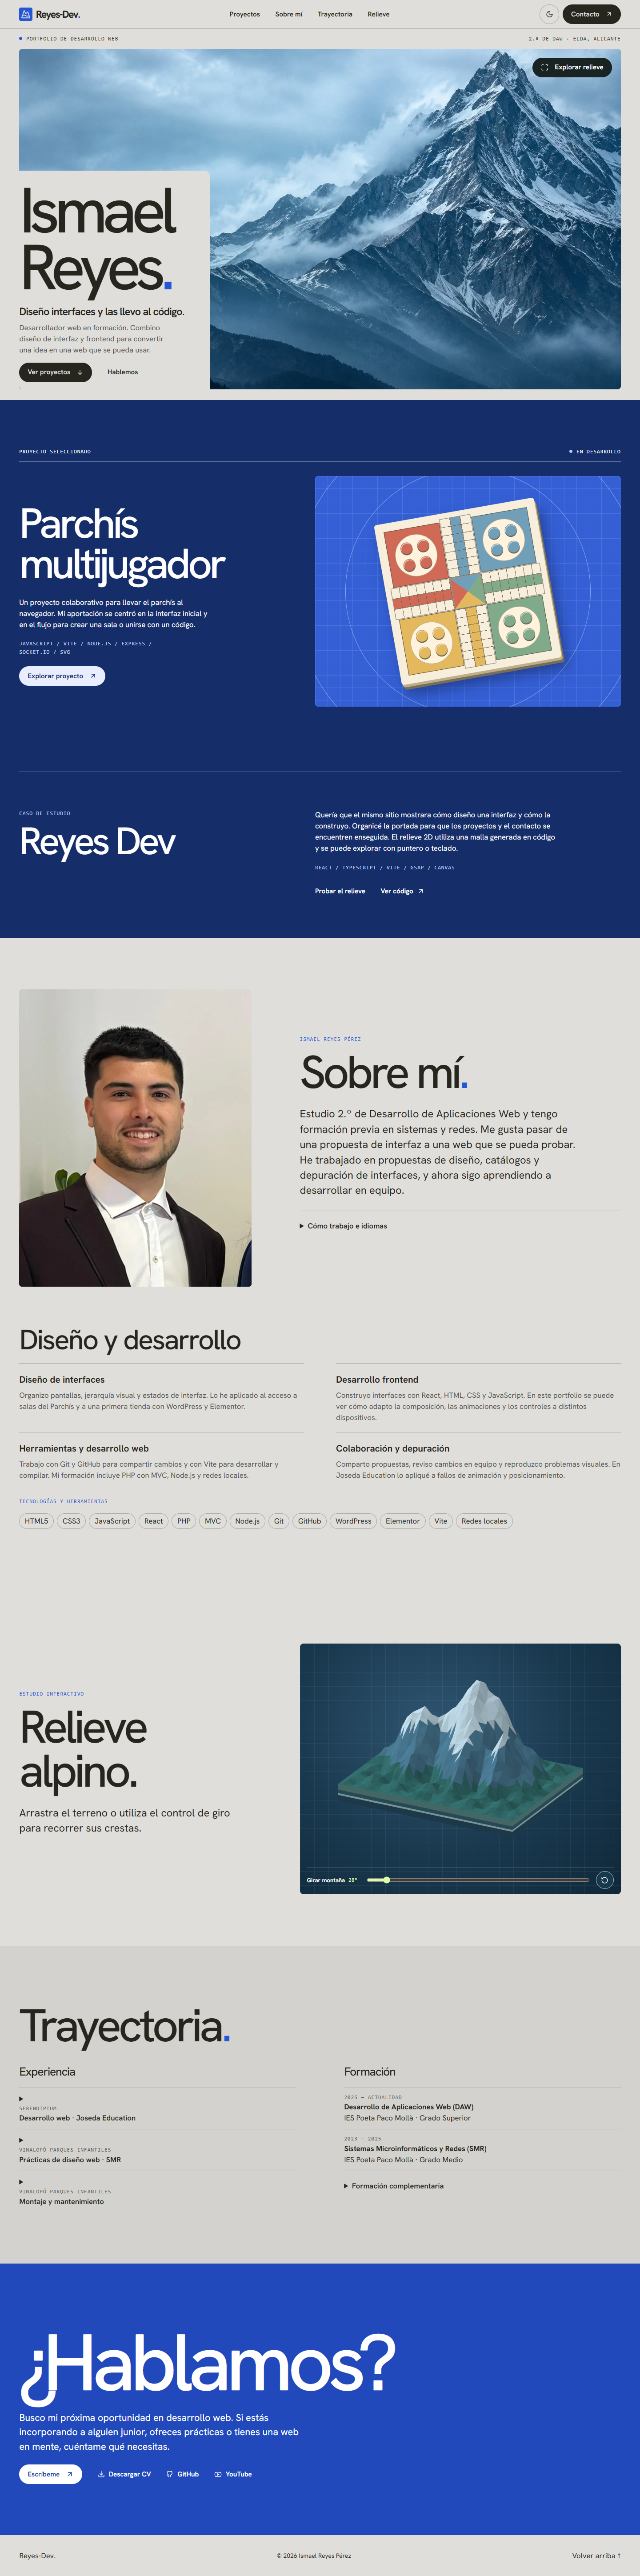 Reyes-Dev.
Proyectos
Sobre mí
Trayectoria
Relieve
Contacto
PORTFOLIO DE DESARROLLO WEB
2.º DE DAW · ELDA, ALICANTE
Explorar relieve
Ismael
Reyes.
Diseño interfaces y las llevo al código.
Desarrollador web en formación. Combino
diseño de interfaz y frontend para convertir
una idea en una web que se pueda usar.
Ver proyectos
Hablemos
PROYECTO SELECCIONADO
EN DESARROLLO
Parchís
multijugador
Un proyecto colaborativo para llevar el parchís al
navegador. Mi aportación se centró en la interfaz inicial y
en el flujo para crear una sala o unirse con un código.
JAVASCRIPT / VITE / NODE.JS / EXPRESS /
SOCKET.IO / SVG
Explorar proyecto
CASO DE ESTUDIO
Reyes Dev
Quería que el mismo sitio mostrara cómo diseño una interfaz y cómo la
construyo. Organicé la portada para que los proyectos y el contacto se
encuentren enseguida. El relieve 2D utiliza una malla generada en código
y se puede explorar con puntero o teclado.
REACT / TYPESCRIPT / VITE / GSAP / CANVAS
Probar el relieve
Ver código
ISMAEL REYES PÉREZ
Sobre mí.
Estudio 2.º de Desarrollo de Aplicaciones Web y tengo
formación previa en sistemas y redes. Me gusta pasar de
una propuesta de interfaz a una web que se pueda probar.
He trabajado en propuestas de diseño, catálogos y
depuración de interfaces, y ahora sigo aprendiendo a
desarrollar en equipo.
Cómo trabajo e idiomas
Diseño y desarrollo
Diseño de interfaces
Organizo pantallas, jerarquía visual y estados de interfaz. Lo he aplicado al acceso a
salas del Parchís y a una primera tienda con WordPress y Elementor.
Desarrollo frontend
Construyo interfaces con React, HTML, CSS y JavaScript. En este portfolio se puede
ver cómo adapto la composición, las animaciones y los controles a distintos
dispositivos.
Herramientas y desarrollo web
Trabajo con Git y GitHub para compartir cambios y con Vite para desarrollar y
compilar. Mi formación incluye PHP con MVC, Node.js y redes locales.
Colaboración y depuración
Comparto propuestas, reviso cambios en equipo y reproduzco problemas visuales. En
Joseda Education lo apliqué a fallos de animación y posicionamiento.
TECNOLOGÍAS Y HERRAMIENTAS
HTML5
CSS3
JavaScript
React
PHP
MVC
Node.js
Git
GitHub
WordPress
Elementor
Vite
Redes locales
ESTUDIO INTERACTIVO
Relieve
alpino.
Arrastra el terreno o utiliza el control de giro
para recorrer sus crestas.
Girar montaña 28°
Trayectoria.
Experiencia
SERENDIPIUM
Desarrollo web · Joseda Education
VINALOPÓ PARQUES INFANTILES
Prácticas de diseño web · SMR
VINALOPÓ PARQUES INFANTILES
Montaje y mantenimiento
Formación
2025 — ACTUALIDAD
Desarrollo de Aplicaciones Web (DAW)
IES Poeta Paco Mollà · Grado Superior
2023 — 2025
Sistemas Microinformáticos y Redes (SMR)
IES Poeta Paco Mollà · Grado Medio
Formación complementaria
¿Hablamos?
Busco mi próxima oportunidad en desarrollo web. Si estás
incorporando a alguien junior, ofreces prácticas o tienes una web
en mente, cuéntame qué necesitas.
Escríbeme
Descargar CV
GitHub
YouTube
Reyes-Dev.
© 2026 Ismael Reyes Pérez
Volver arriba ↑